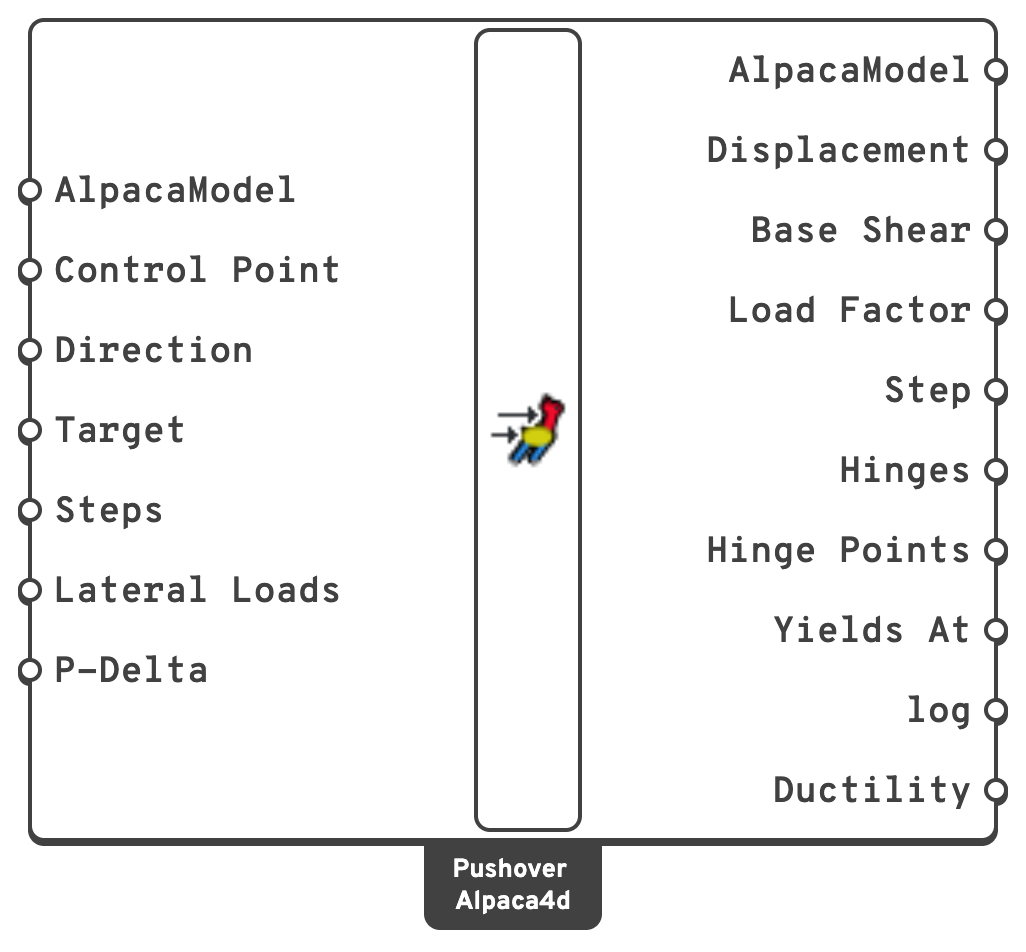 AlpacaModel
Control Point
Direction
Target
Steps
Lateral Loads
P-Delta
AlpacaModel
Displacement
Base Shear
Load Factor
Step
Hinges
Hinge Points
Yields At
log
Ductility
Pushover
Alpaca4d